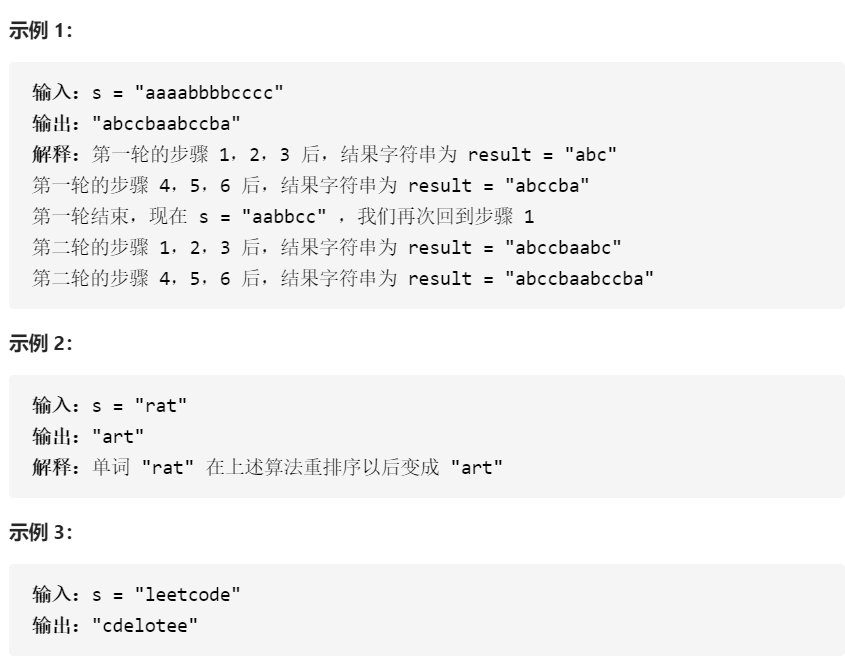 示例 1：
输入：s = "aaaabbbbcccc"
输出："abccbaabccba"
解释：第一轮的步骤 1，2，3 后，结果字符串为 result = "abc"
第一轮的步骤 4，5，6 后，结果字符串为 result = "abccba"
第一轮结束，现在 s = "aabbcc" ，我们再次回到步骤 1
第二轮的步骤 1，2，3 后，结果字符串为 result = "abccbaabc"
第二轮的步骤 4，5，6 后，结果字符串为 result = "abccbaabccba"
示例 2：
输入：s = "rat"
输出："art"
解释：单词 "rat" 在上述算法重排序以后变成 "art"
示例 3：
输入：s = "leetcode"
输出："cdelotee"